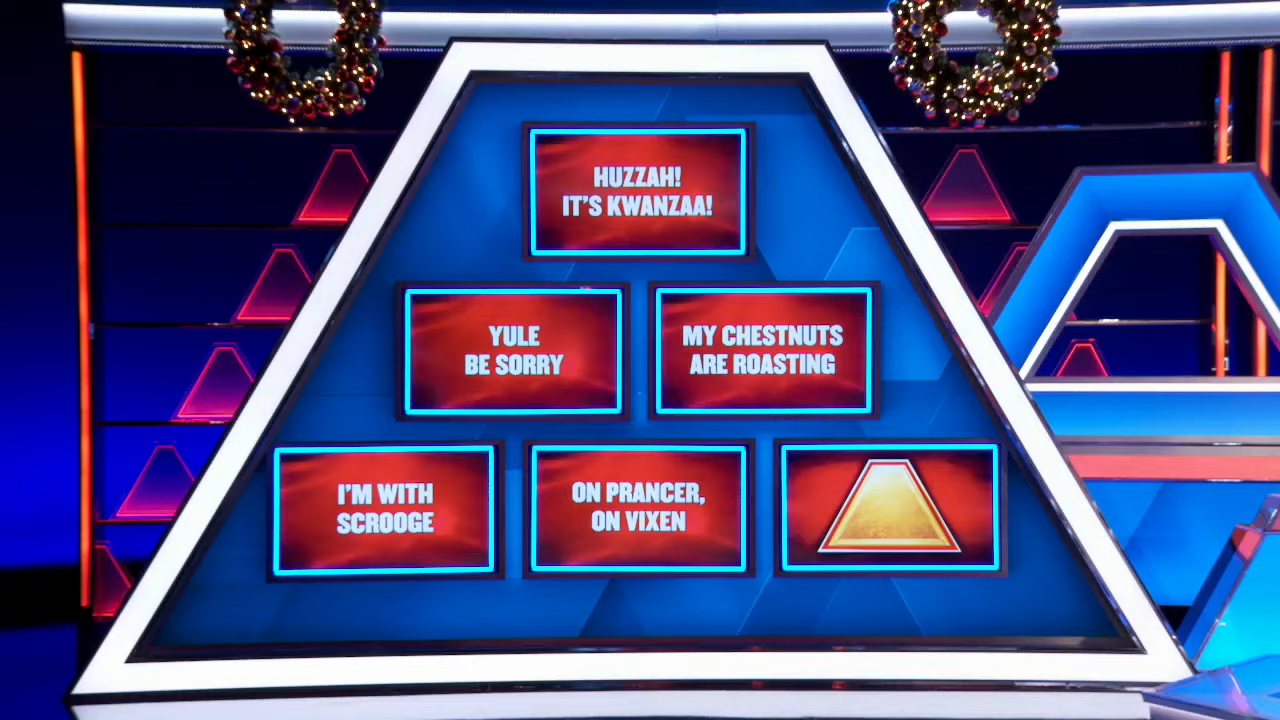 HUZZAH!
IT'S KWANZAA!
YULE
BE SORRY
MY CHESTNUTS
ARE ROASTING
I'M WITH
SCROOGE
ON PRANCER,
ON VIXEN